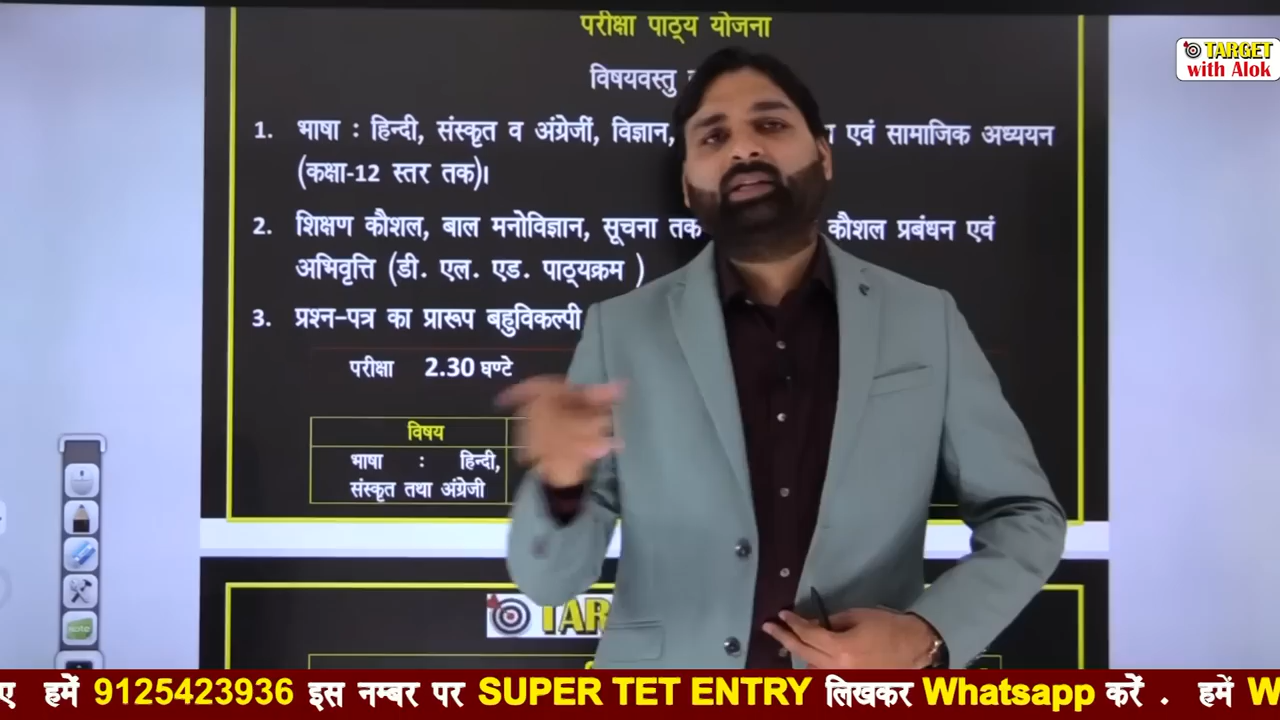 परीक्षा पाठ्य योजना
विषयवस्तु
TARGET
with Alok
1. भाषा : हिन्दी, संस्कृत व अंग्रेजीं, विज्ञान, एवं सामाजिक अध्ययन
(कक्षा-12 स्तर तक)।
2. शिक्षण कौशल, बाल मनोविज्ञान, सूचना कौशल प्रबंधन एवं
अभिवृत्ति (डी. एल. एड. पाठ्यक्रम )
3. प्रश्न-पत्र का प्रारूप बहुविकल्पी
परीक्षा 2.30 घण्टे
विषय
भाषा : हिन्दी,
संस्कृत तथा अंग्रेजी
हमें 9125423936 इस नम्बर पर SUPER TET ENTRY लिखकर Whatsapp करें . हमें